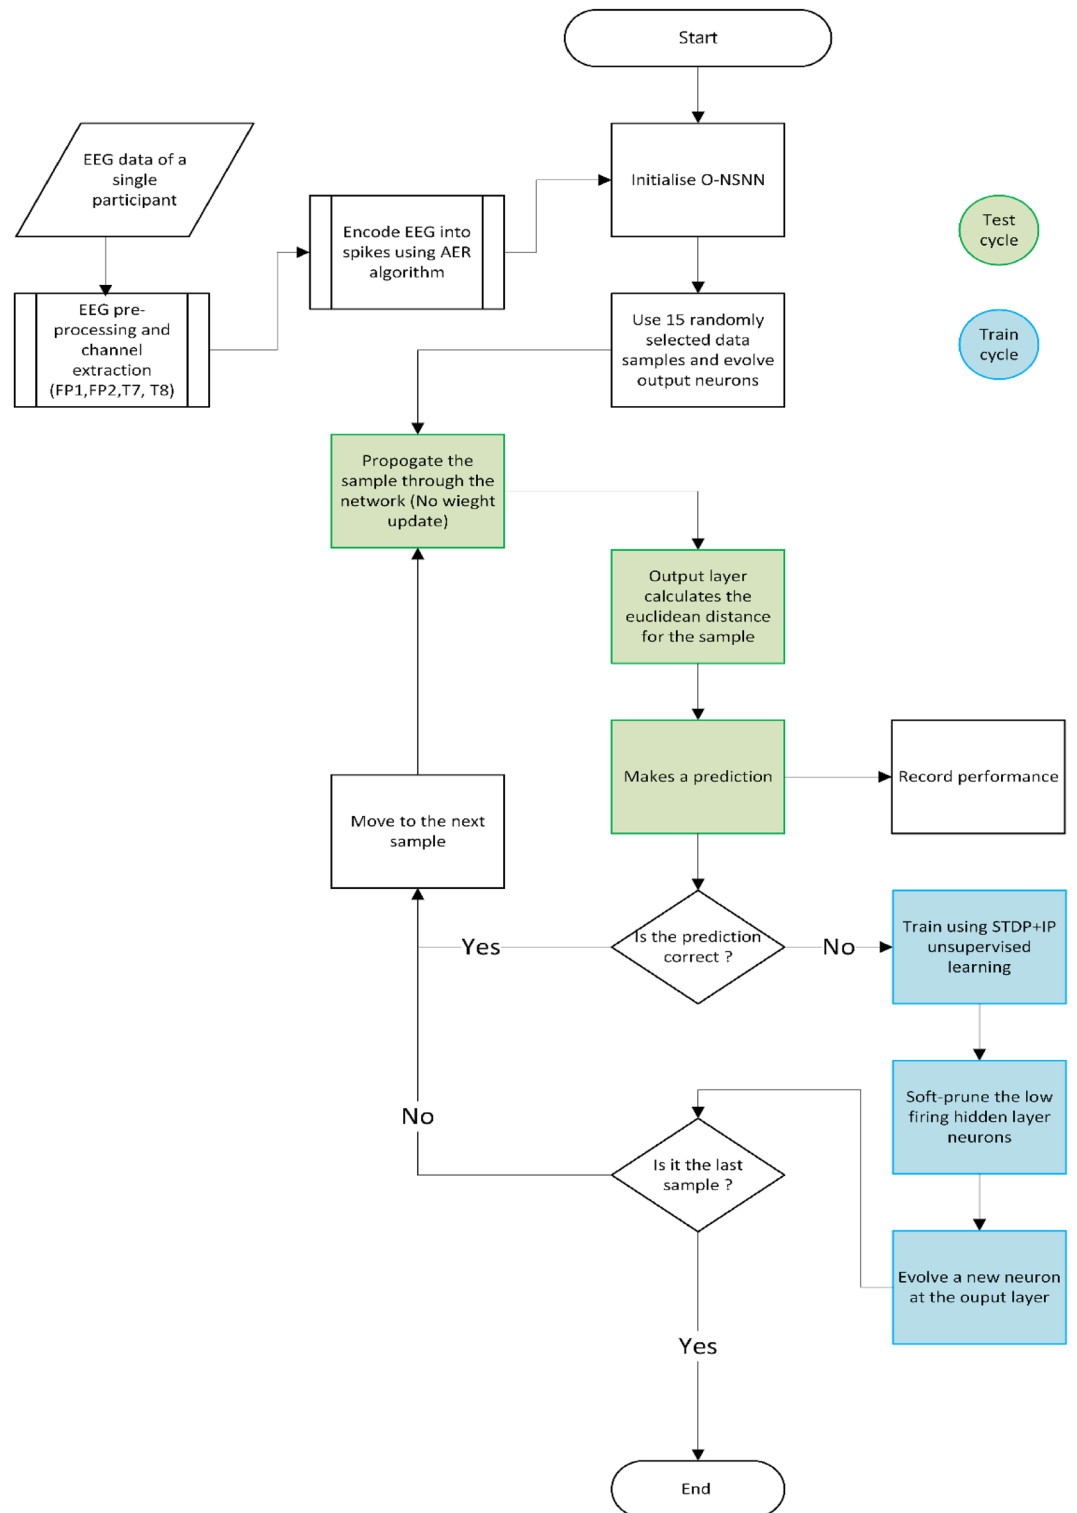 Start
EEG data of a
single
participant
Initialise O-NSNN
Encode EEG into
spikes using AER
algorithm
Test
cycle
EEG pre-
processing and
channel
extraction
(FP1,FP2,T7, T8)
Use 15 randomly
selected data
samples and evolve
output neurons
Train
cycle
Propogate the
sample through the
network (No wieght
update)
Output layer
calculates the
euclidean distance
for the sample
Makes a prediction
Record performance
Move to the next
sample
Is the prediction
correct ?
Yes
No
Train using STDP+IP
unsupervised
learning
Soft-prune the low
firing hidden layer
neurons
No
Is it the last
sample ?
Evolve a new neuron
at the ouput layer
Yes
End